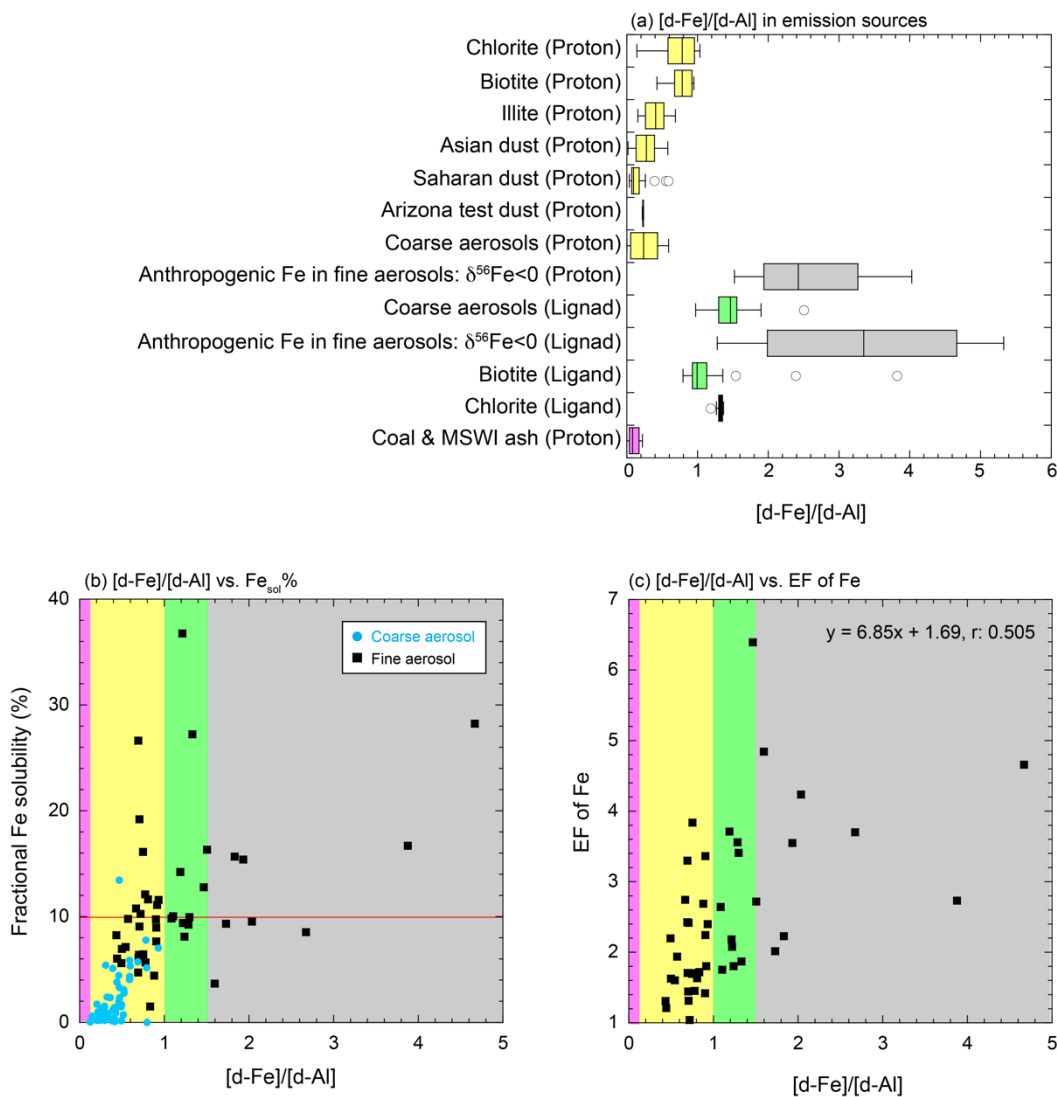 (a) [d-Fe]/[d-Al] in emission sources
Chlorite (Proton)
Biotite (Proton)
Illite (Proton)
Asian dust (Proton)
Saharan dust (Proton)
Arizona test dust (Proton)
Coarse aerosols (Proton)
Anthropogenic Fe in fine aerosols: δ⁵⁶Fe<0 (Proton)
Coarse aerosols (Lignad)
Anthropogenic Fe in fine aerosols: δ⁵⁶Fe<0 (Lignad)
Biotite (Ligand)
Chlorite (Ligand)
Coal & MSWI ash (Proton)
0 1 2 3 4 5 6
[d-Fe]/[d-Al]
(b) [d-Fe]/[d-Al] vs. Feₛₒₗ%
40
30
20
10
0
Fractional Fe solubility (%)
Coarse aerosol
Fine aerosol
0 1 2 3 4 5
[d-Fe]/[d-Al]
(c) [d-Fe]/[d-Al] vs. EF of Fe
y = 6.85x + 1.69, r: 0.505
7
6
5
4
3
2
1
EF of Fe
0 1 2 3 4 5
[d-Fe]/[d-Al]